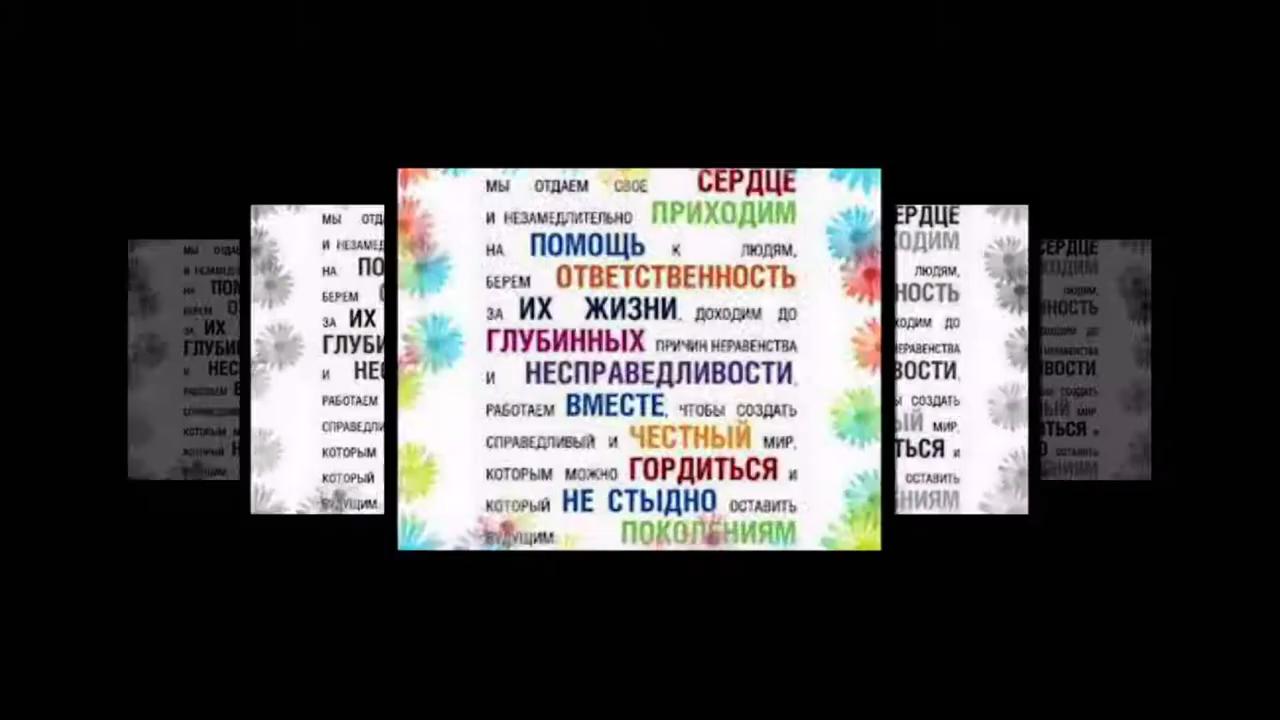 МЫ ОТДАЕМ СВОЕ СЕРДЦЕ
И НЕЗАМЕДЛИТЕЛЬНО ПРИХОДИМ
НА ПОМОЩЬ К ЛЮДЯМ,
БЕРЕМ ОТВЕТСТВЕННОСТЬ
ЗА ИХ ЖИЗНИ, ДОХОДИМ ДО
ГЛУБИННЫХ ПРИЧИН НЕРАВЕНСТВА
И НЕСПРАВЕДЛИВОСТИ,
РАБОТАЕМ ВМЕСТЕ, ЧТОБЫ СОЗДАТЬ
СПРАВЕДЛИВЫЙ И ЧЕСТНЫЙ МИР,
КОТОРЫМ МОЖНО ГОРДИТЬСЯ И
КОТОРЫЙ НЕ СТЫДНО ОСТАВИТЬ
БУДУЩИМ ПОКОЛЕНИЯМ